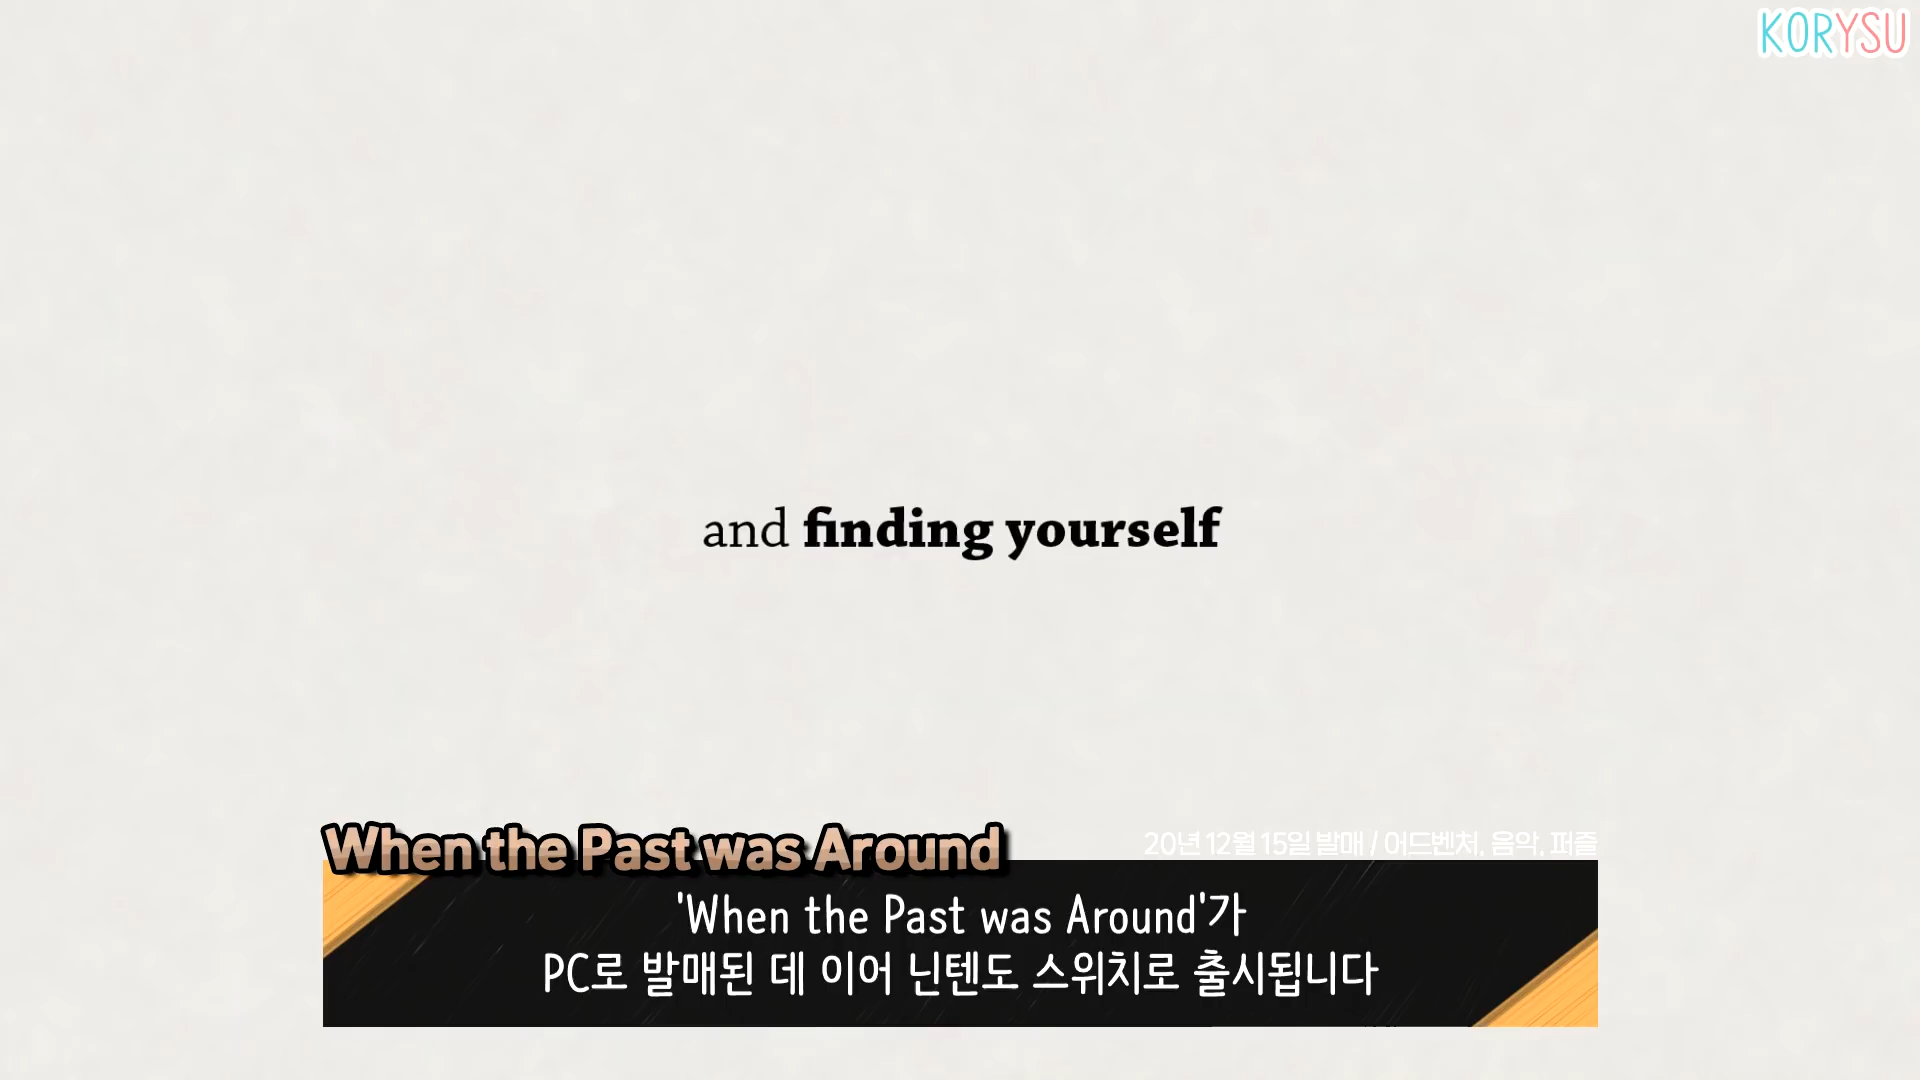 KORYSU
and finding yourself
When the Past was Around
20년 12월 15일 발매 / 어드벤처, 음악, 퍼즐
'When the Past was Around'가
PC로 발매된 데 이어 닌텐도 스위치로 출시됩니다